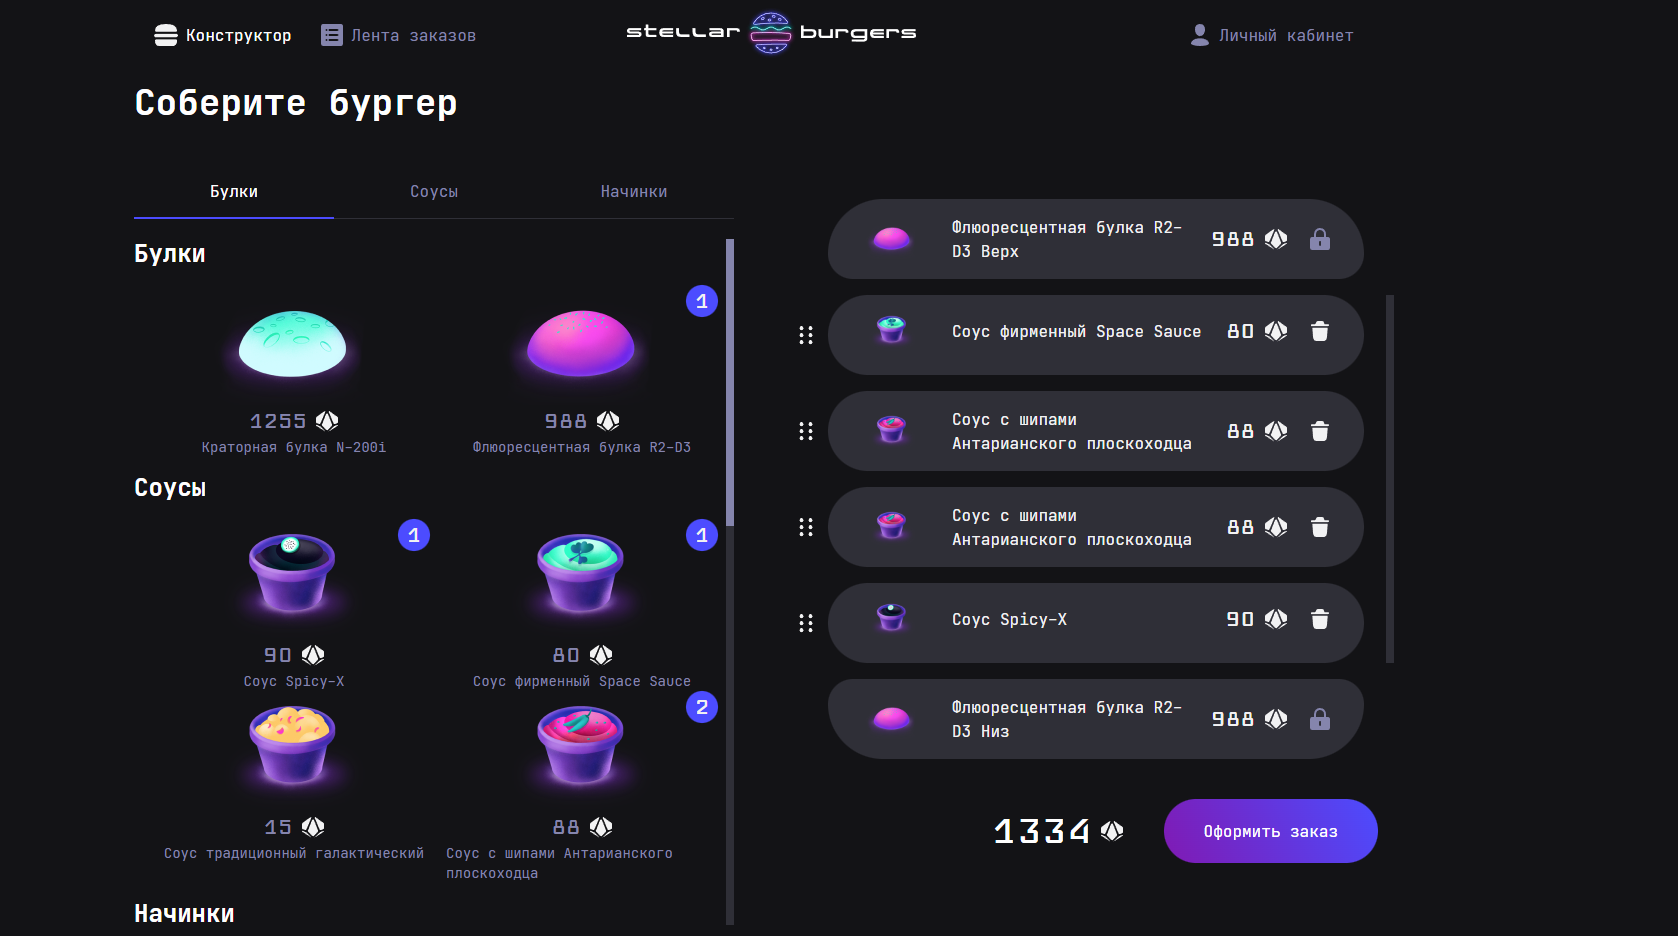 Конструктор
Лента заказов
stellar burgers
Личный кабинет
Соберите бургер
Булки
Соусы
Начинки
Булки
1
1255
988
Краторная булка N-200i
Флюоресцентная булка R2-D3
Соусы
1
1
90
80
Соус Spicy-X
Соус фирменный Space Sauce
2
15
88
Соус традиционный галактический
Соус с шипами Антарианского
плоскоходца
Начинки
Флюоресцентная булка R2-
D3 Верх
988
Соус фирменный Space Sauce
80
Соус с шипами
Антарианского плоскоходца
88
Соус с шипами
Антарианского плоскоходца
88
Соус Spicy-X
90
Флюоресцентная булка R2-
D3 Низ
988
1334
Оформить заказ